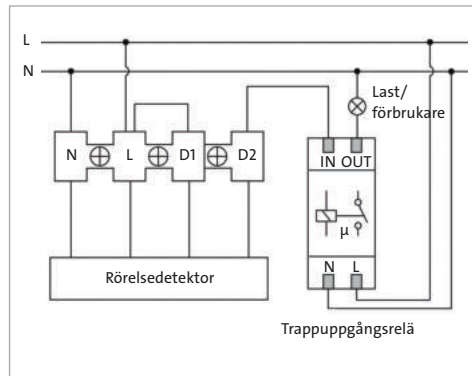 L
N
Last/
förbrukare
N L D1 D2
IN OUT
µ
N L
Rörelsedetektor
Trappuppgångsrelä